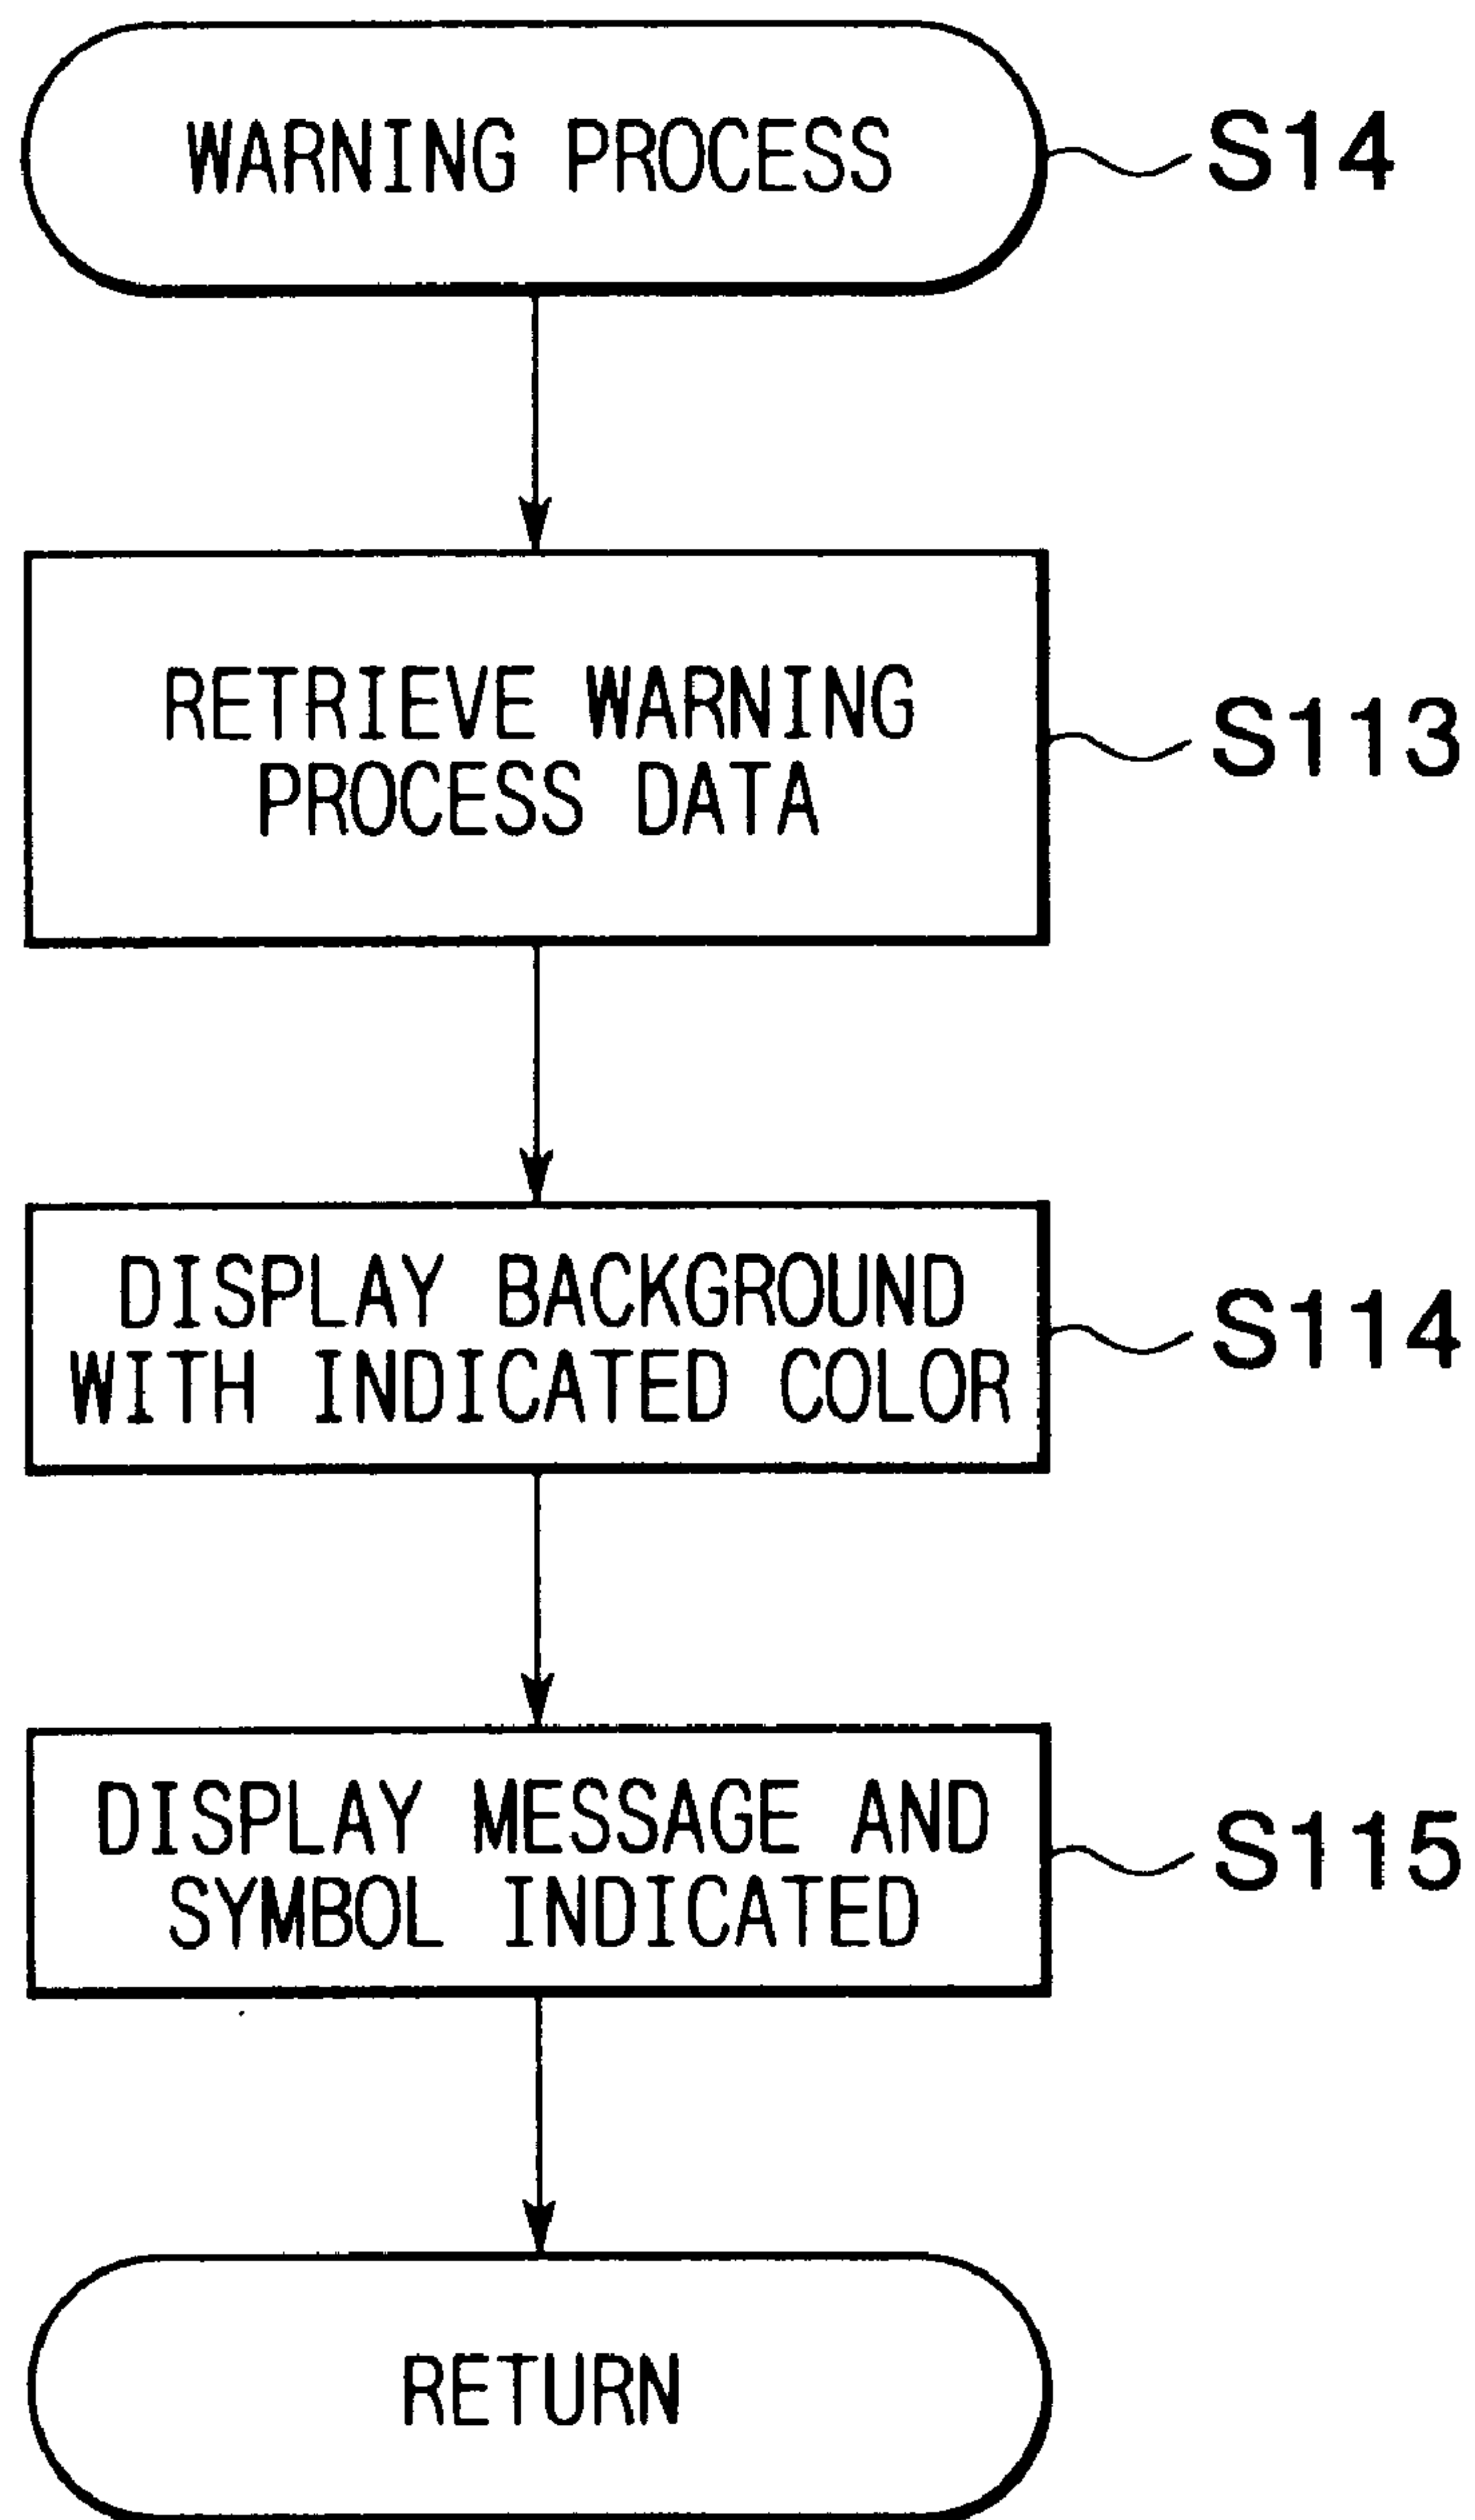 WARNING PROCESS
S14
RETRIEVE WARNING
PROCESS DATA
S113
DISPLAY BACKGROUND
WITH INDICATED COLOR
S114
DISPLAY MESSAGE AND
SYMBOL INDICATED
S115
RETURN